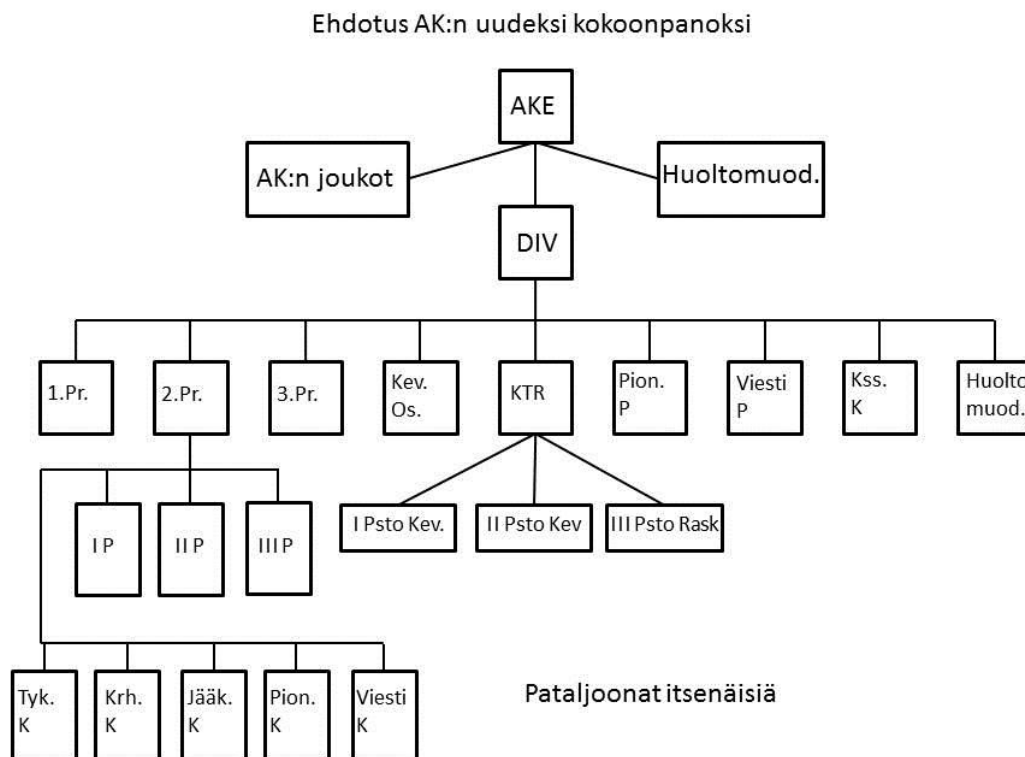 Ehdotus AK:n uudeksi kokoonpanoksi
AKE
AK:n joukot
Huoltomuod.
DIV
1.Pr.
2.Pr.
3.Pr.
Kev.
Os.
KTR
Pion.
P
Viesti
P
Kss.
K
Huolto
muod.
I P
II P
III P
I Psto Kev.
II Psto Kev
III Psto Rask
Tyk.
K
Krh.
K
Jääk.
K
Pion.
K
Viesti
K
Pataljoonat itsenäisiä